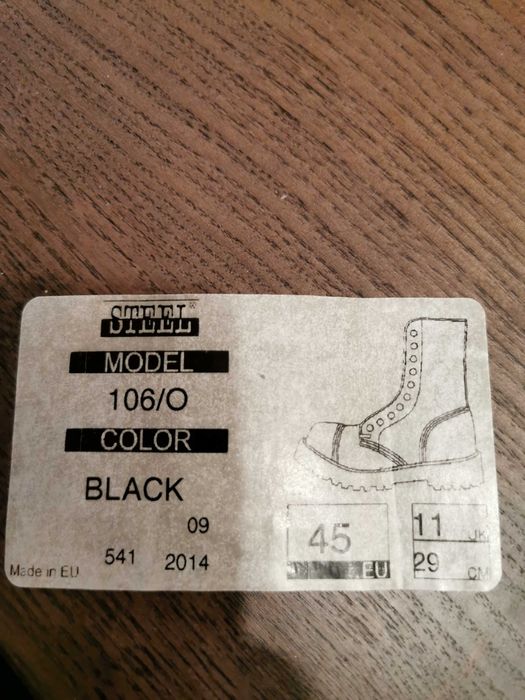 STEEL®
MODEL
106/O
COLOR
BLACK
09
541 2014
Made in EU
45
EU
11 UK
29 CM